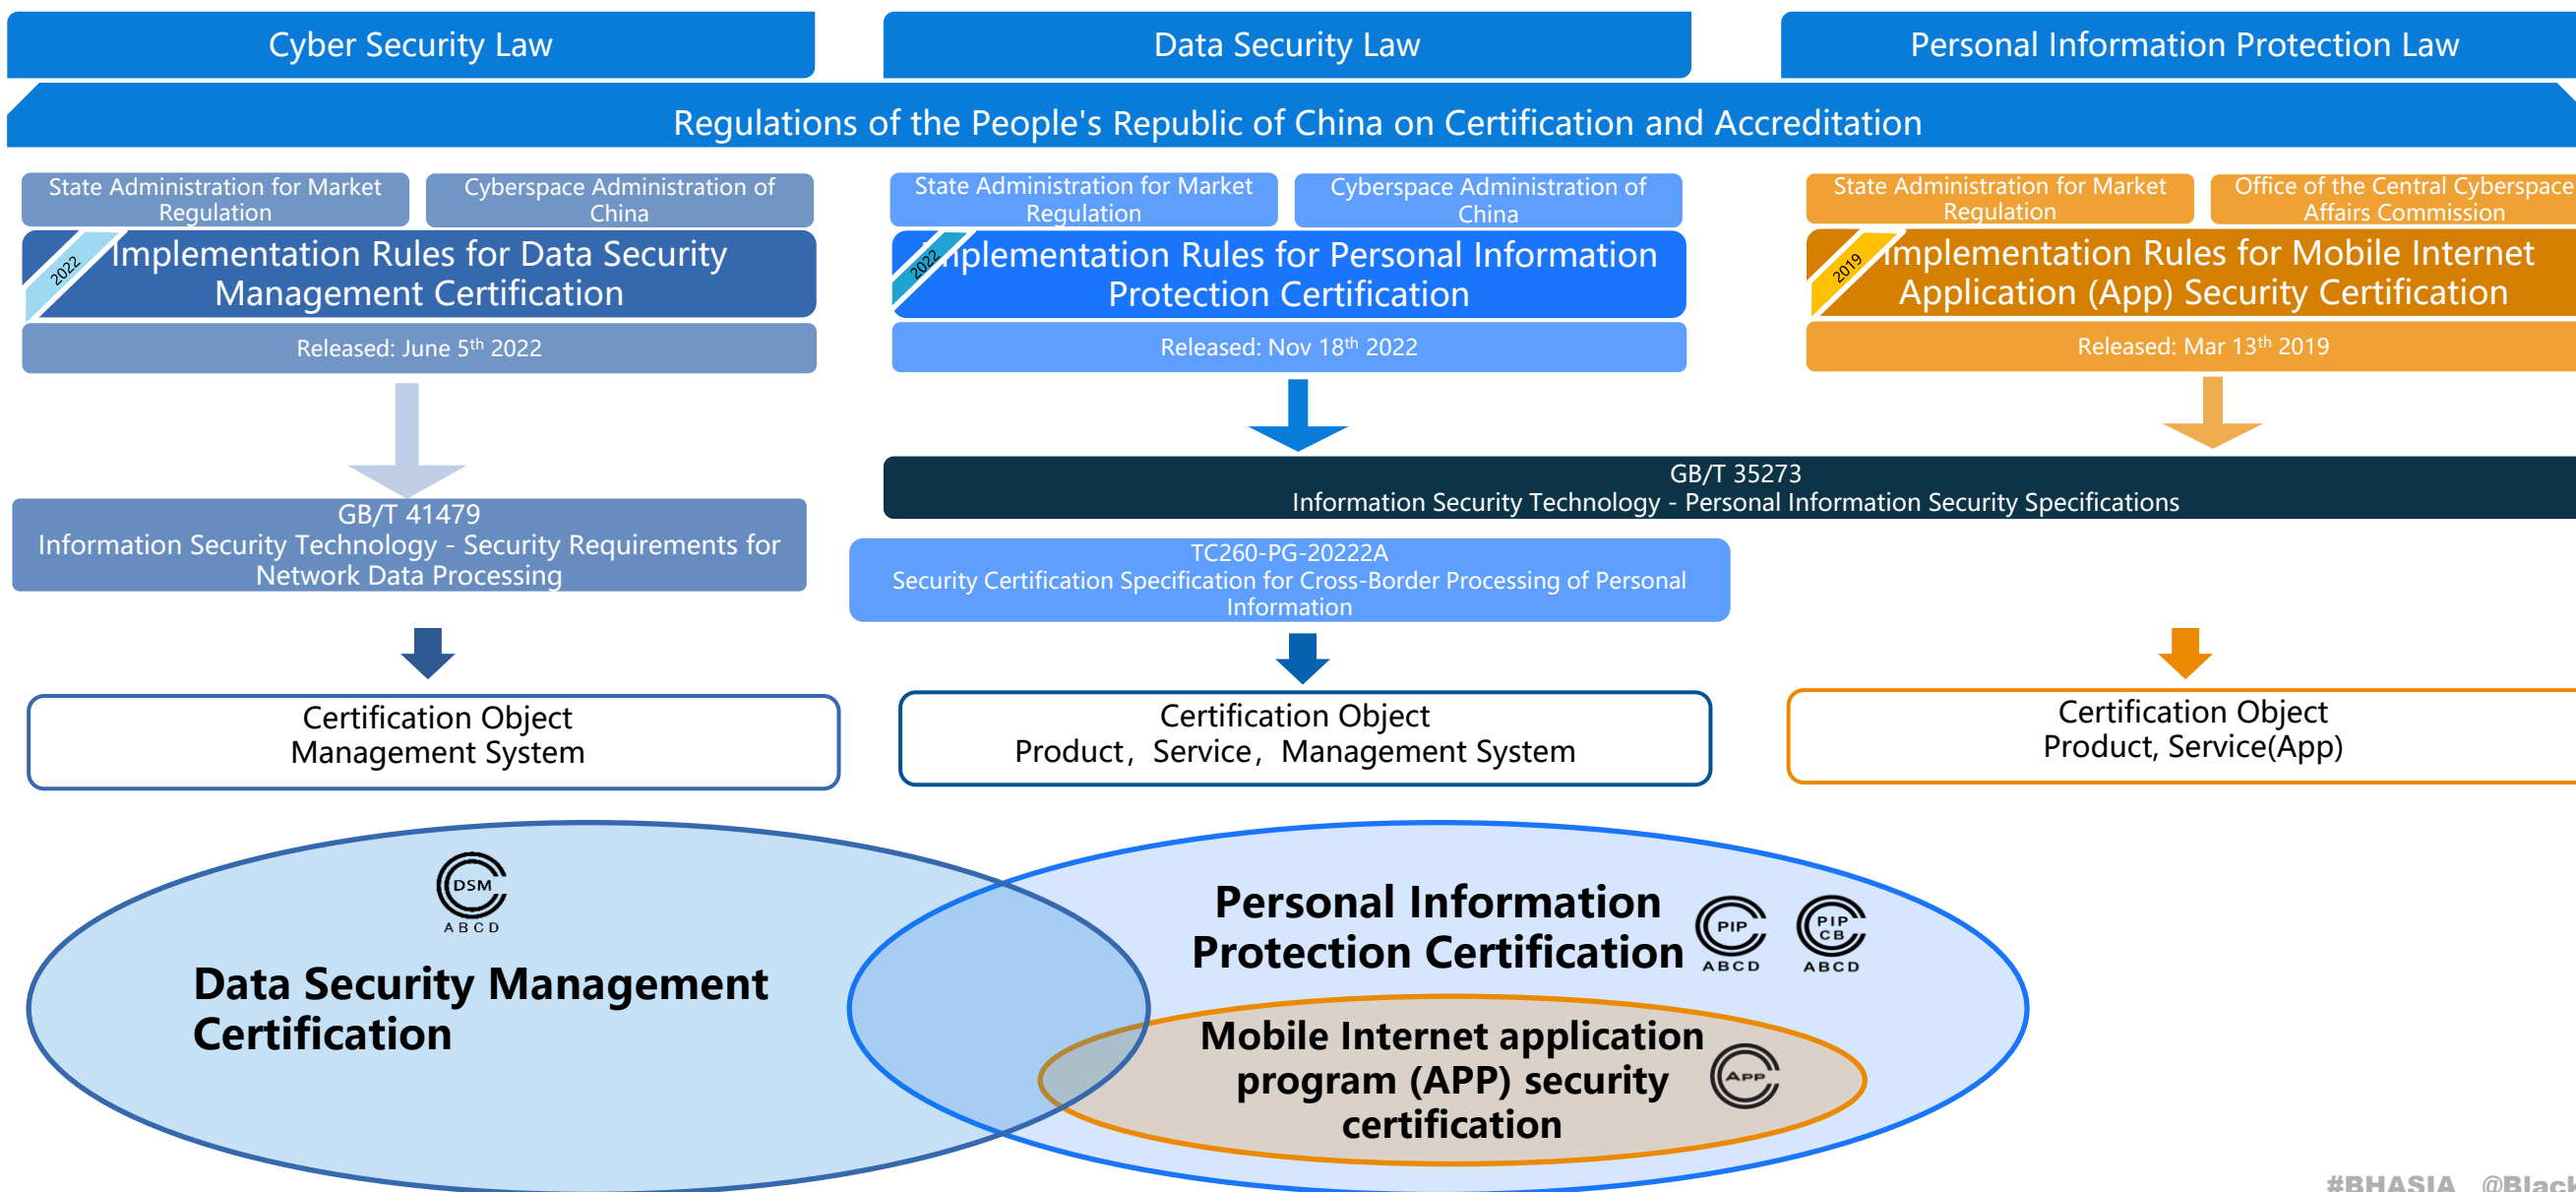 Cyber Security Law
Data Security Law
Personal Information Protection Law
Regulations of the People's Republic of China on Certification and Accreditation
State Administration for Market
Regulation
Cyberspace Administration of
China
2022
Implementation Rules for Data Security
Management Certification
Released: June 5th 2022
State Administration for Market
Regulation
Cyberspace Administration of
China
2022
Implementation Rules for Personal Information
Protection Certification
Released: Nov 18th 2022
State Administration for Market
Regulation
Office of the Central Cyberspace
Affairs Commission
2019
Implementation Rules for Mobile Internet
Application (App) Security Certification
Released: Mar 13th 2019
GB/T 41479
Information Security Technology - Security Requirements for
Network Data Processing
GB/T 35273
Information Security Technology - Personal Information Security Specifications
TC260-PG-20222A
Security Certification Specification for Cross-Border Processing of Personal
Information
Certification Object
Management System
Certification Object
Product，Service，Management System
Certification Object
Product, Service(App)
DSM
ABCD
Data Security Management
Certification
Personal Information
Protection Certification
PIP
ABCD
PIP
CB
ABCD
Mobile Internet application
program (APP) security
certification
APP
#BHASIA @Black